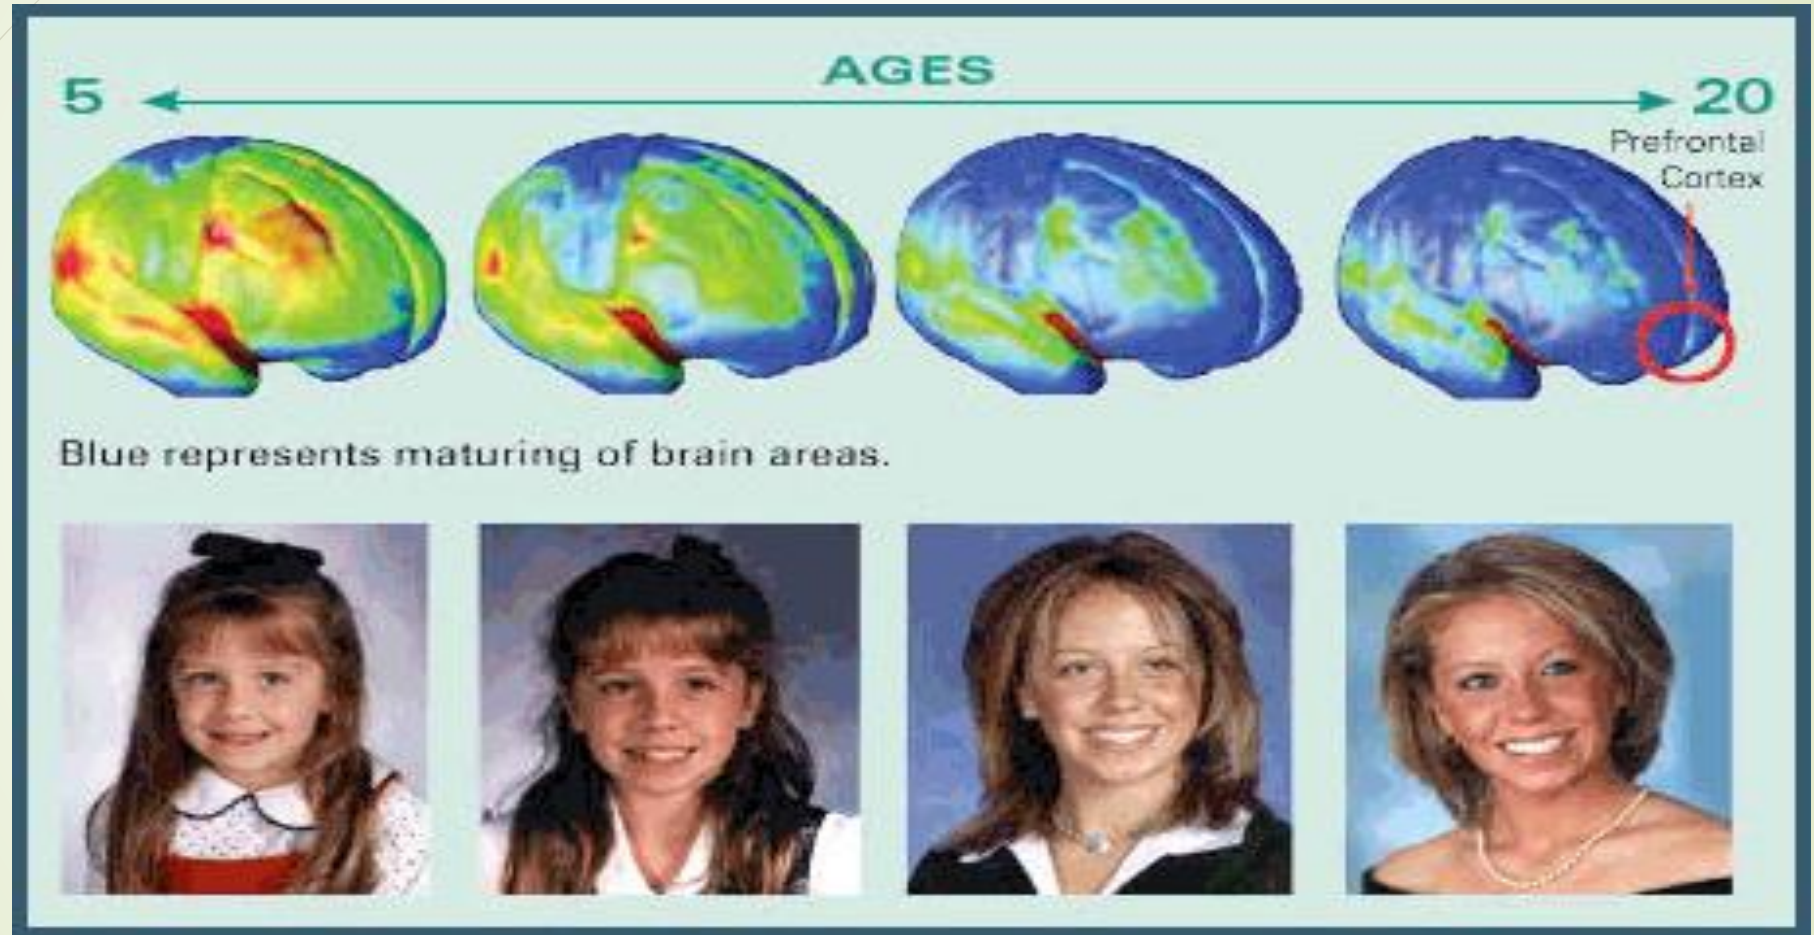 AGES
5 20
Prefrontal
Cortex
Blue represents maturing of brain areas.